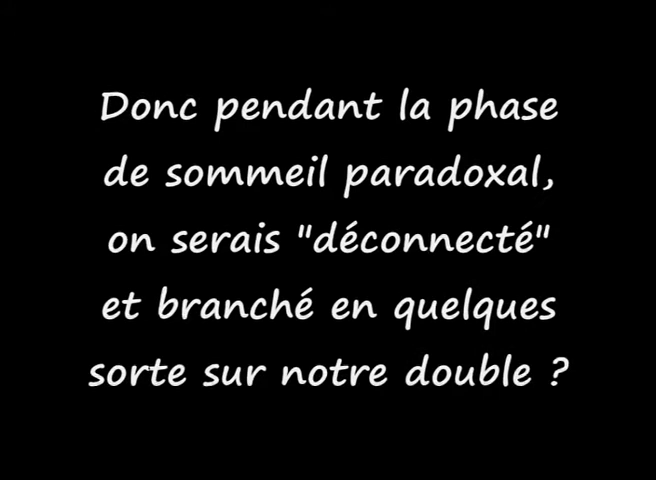 Donc pendant la phase
de sommeil paradoxal,
on serais "déconnecté"
et branché en quelques
sorte sur notre double ?